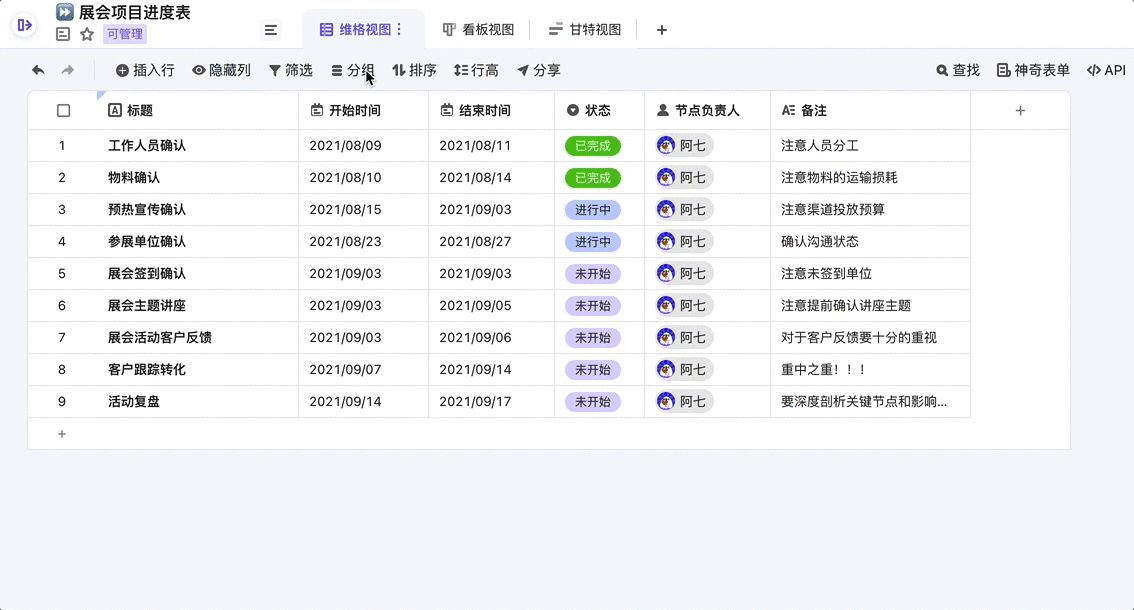 展会项目进度表
可管理
维格视图
看板视图
甘特视图
插入行 隐藏列 筛选 分组 排序 行高 分享 查找 神奇表单 API
标题 开始时间 结束时间 状态 节点负责人 备注
1 工作人员确认 2021/08/09 2021/08/11 已完成 阿七 注意人员分工
2 物料确认 2021/08/10 2021/08/14 已完成 阿七 注意物料的运输损耗
3 预热宣传确认 2021/08/15 2021/09/03 进行中 阿七 注意渠道投放预算
4 参展单位确认 2021/08/23 2021/08/27 进行中 阿七 确认沟通状态
5 展会签到确认 2021/09/03 2021/09/03 未开始 阿七 注意未签到单位
6 展会主题讲座 2021/09/03 2021/09/05 未开始 阿七 注意提前确认讲座主题
7 展会活动客户反馈 2021/09/03 2021/09/06 未开始 阿七 对于客户反馈要十分的重视
8 客户跟踪转化 2021/09/07 2021/09/14 未开始 阿七 重中之重！！！
9 活动复盘 2021/09/14 2021/09/17 未开始 阿七 要深度剖析关键节点和影响...